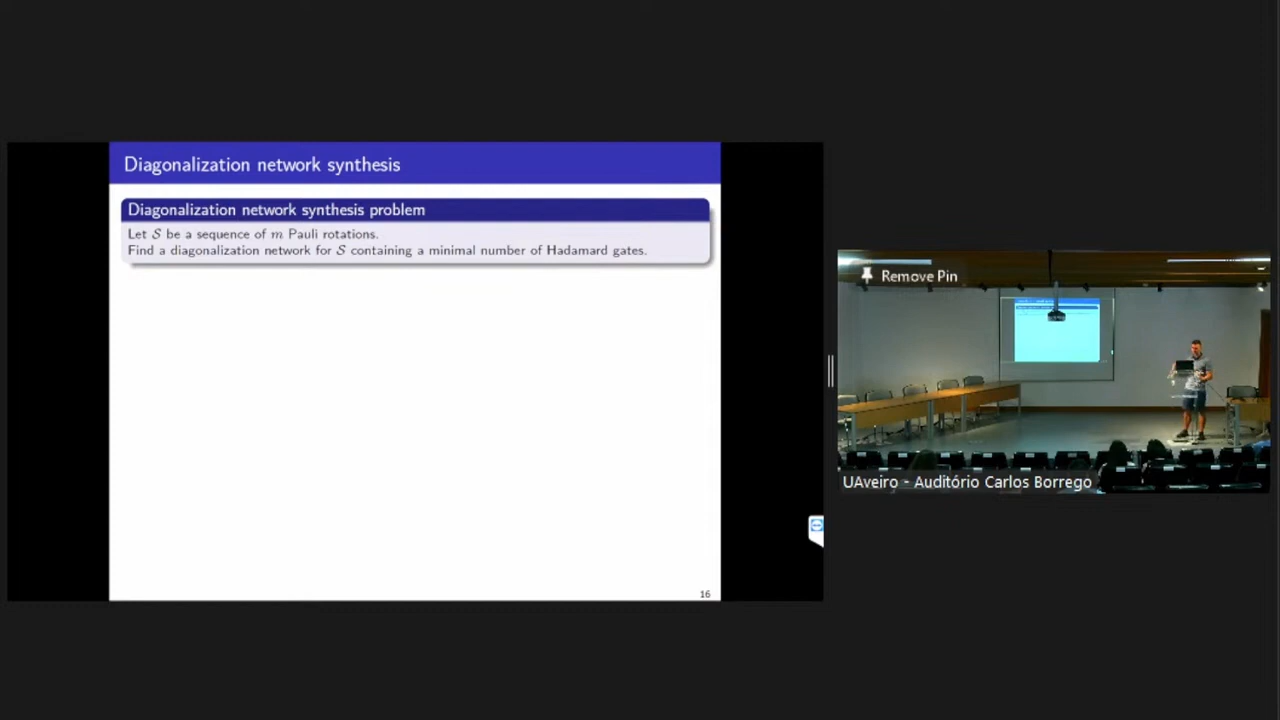 Diagonalization network synthesis
Diagonalization network synthesis problem
Let S be a sequence of m Pauli rotations.
Find a diagonalization network for S containing a minimal number of Hadamard gates.
16
Remove Pin
UAveiro - Auditório Carlos Borrego